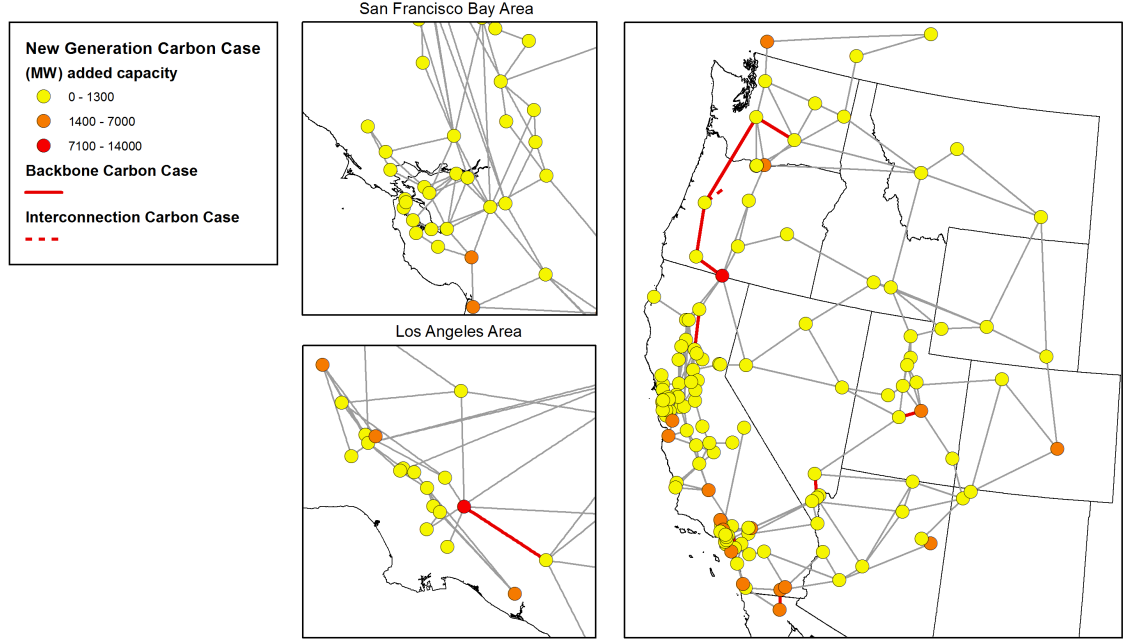 San Francisco Bay Area
New Generation Carbon Case
(MW) added capacity
0 - 1300
1400 - 7000
7100 - 14000
Backbone Carbon Case
Interconnection Carbon Case
Los Angeles Area